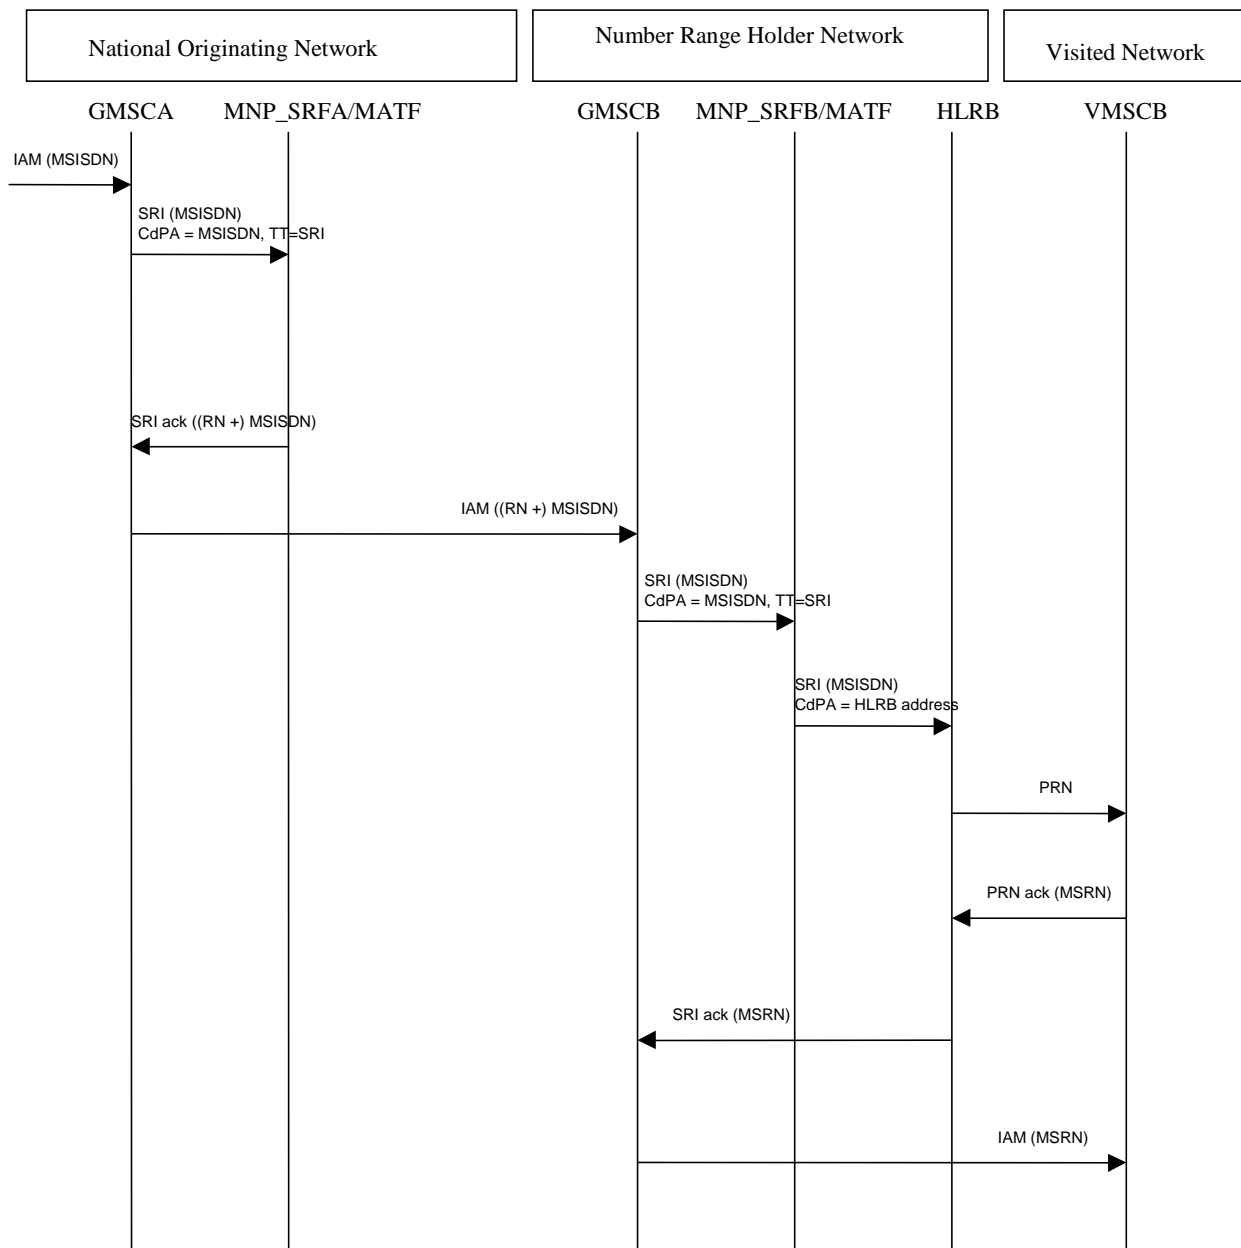 National Originating Network
Number Range Holder Network
Visited Network
GMSCA
MNP_SRFA/MATF
GMSCB
MNP_SRFB/MATF
HLRB
VMSCB
IAM (MSISDN)
SRI (MSISDN)
CdPA = MSISDN, TT=SRI
SRI ack ((RN +) MSISDN)
IAM ((RN +) MSISDN)
SRI (MSISDN)
CdPA = MSISDN, TT=SRI
SRI (MSISDN)
CdPA = HLRB address
PRN
PRN ack (MSRN)
SRI ack (MSRN)
IAM (MSRN)